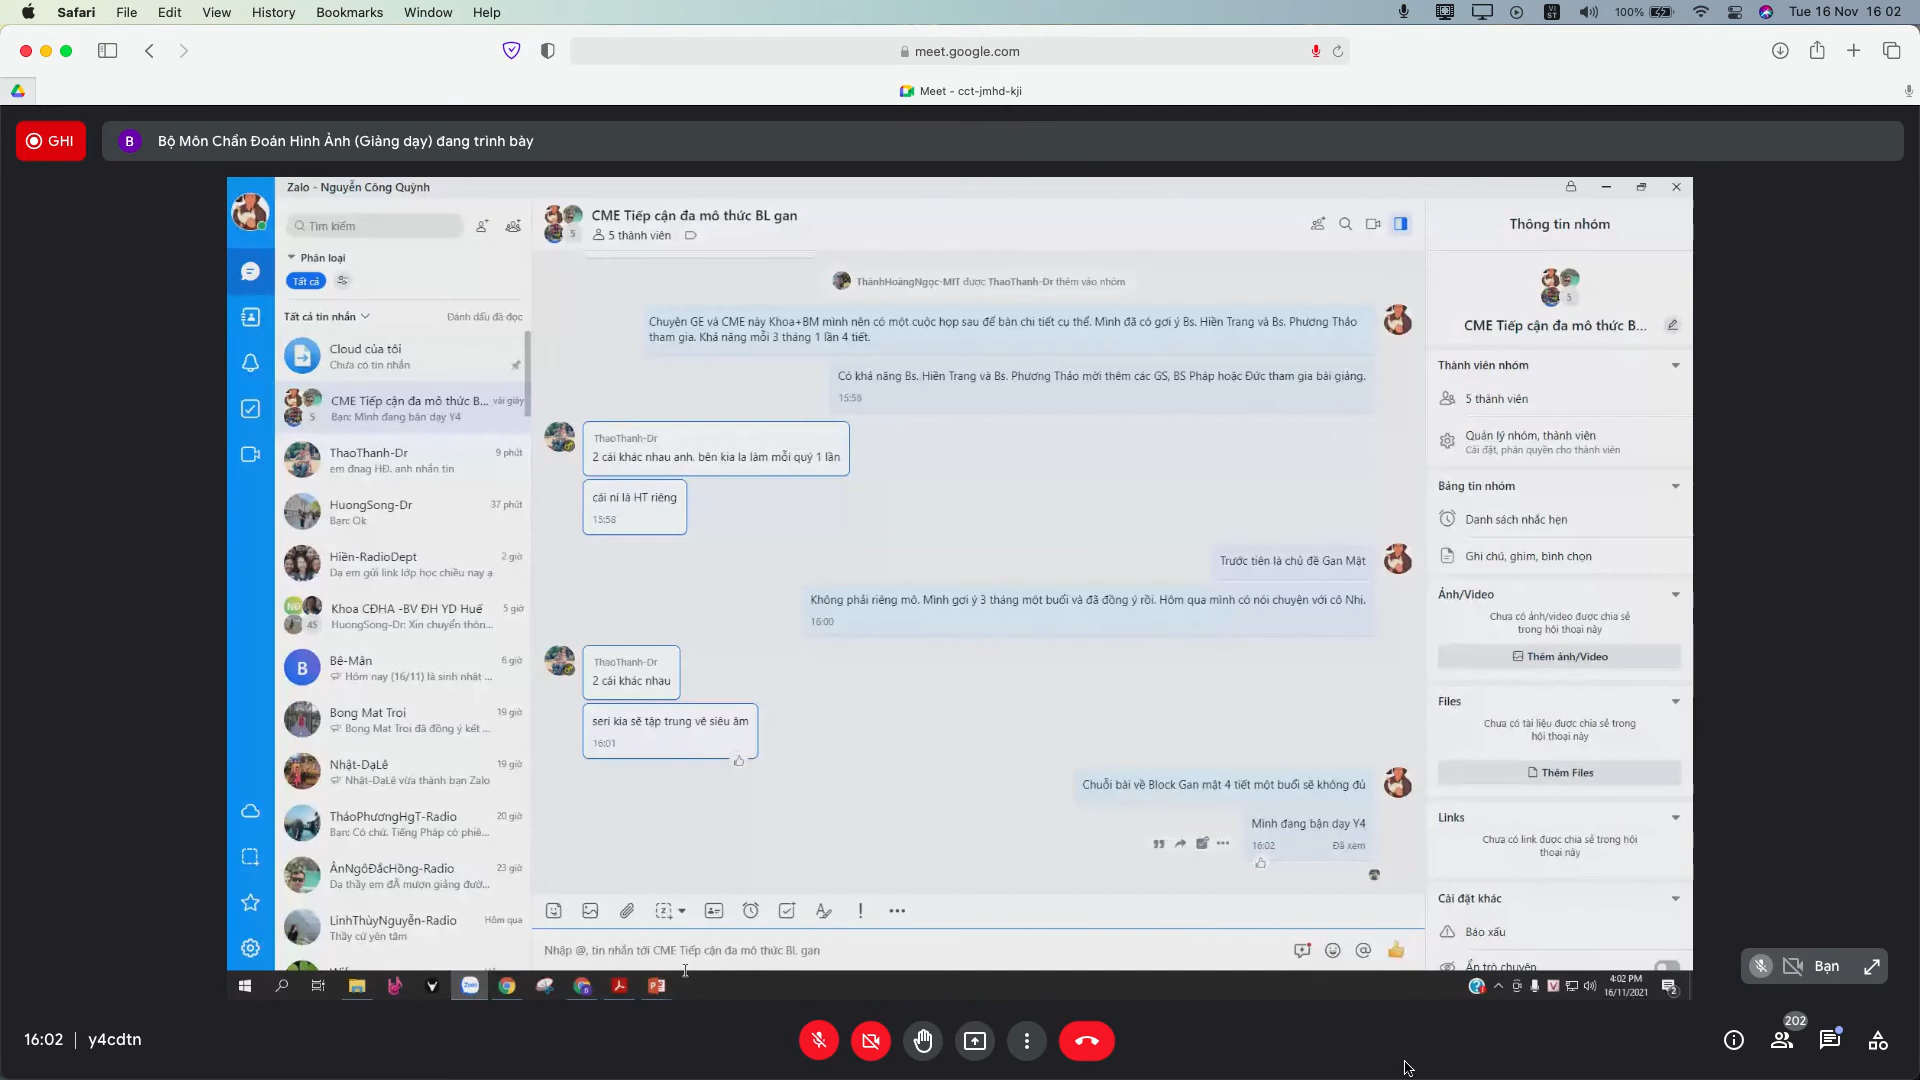 Safari File Edit View History Bookmarks Window Help
VI
ST
100%
Tue 16 Nov 16 02
meet.google.com
Meet - cct-jmhd-kji
GHI
B
Bộ Môn Chẩn Đoán Hình Ảnh (Giảng dạy) đang trình bày
Zalo - Nguyễn Công Quỳnh
Tìm kiếm
Phân loại
Tất cả
Tất cả tin nhắn
Đánh dấu đã đọc
Cloud của tôi
Chưa có tin nhắn
CME Tiếp cận đa mô thức B...
vài giây
5
Bạn: Mình đang bận dạy Y4
ThaoThanh-Dr
9 phút
em đnag HĐ. anh nhắn tin
HuongSong-Dr
37 phút
Bạn: Ok
Hiền-RadioDept
2 giờ
Dạ em gửi link lớp học chiều nay ạ
Khoa CĐHA -BV ĐH YD Huế
5 giờ
NĐ
45
HuongSong-Dr: Xin chuyển thôn...
B
Bê-Mân
6 giờ
Hôm nay (16/11) là sinh nhật ...
Bong Mat Troi
19 giờ
Bong Mat Troi đã đồng ý kết ...
Nhật-DạLê
19 giờ
Nhật-DạLê vừa thành bạn Zalo
ThảoPhươngHgT-Radio
20 giờ
Bạn: Có chứ. Tiếng Pháp có phiê...
ÂnNgôĐắcHồng-Radio
23 giờ
Dạ thầy em đÃ mượn giảng đườ...
LinhThùyNguyễn-Radio
Hôm qua
Thầy cứ yên tâm
CME Tiếp cận đa mô thức BL gan
5
5 thành viên
ThànhHoàngNgọc-MIT được ThaoThanh-Dr thêm vào nhóm
Chuyện GE và CME này Khoa+BM mình nên có một cuộc họp sau để bàn chi tiết cụ thể. Mình đã có gợi ý Bs. Hiền Trang và Bs. Phương Thảo
tham gia. Khả năng mỗi 3 tháng 1 lần 4 tiết.
Có khả năng Bs. Hiền Trang và Bs. Phương Thảo mời thêm các GS, BS Pháp hoặc Đức tham gia bài giảng.
15:58
ThaoThanh-Dr
2 cái khác nhau anh. bên kia là làm mỗi quý 1 lần
cái ni là HT riêng
15:58
Trước tiên là chủ đề Gan Mật
Không phải riêng mô. Mình gợi ý 3 tháng một buổi và đã đồng ý rồi. Hôm qua mình có nói chuyện với cô Nhi.
16:00
ThaoThanh-Dr
2 cái khác nhau
seri kia sẽ tập trung về siêu âm
16:01
Chuỗi bài về Block Gan mật 4 tiết một buổi sẽ không đủ
Mình đang bận dạy Y4
16:02
Đã xem
Nhập @, tin nhắn tới CME Tiếp cận đa mô thức BL gan
Thông tin nhóm
5
CME Tiếp cận đa mô thức B...
Thành viên nhóm
5 thành viên
Quản lý nhóm, thành viên
Cài đặt, phân quyền cho thành viên
Bảng tin nhóm
Danh sách nhắc hẹn
Ghi chú, ghim, bình chọn
Ảnh/Video
Chưa có ảnh/video được chia sẻ
trong hội thoại này
Thêm ảnh/Video
Files
Chưa có tài liệu được chia sẻ trong
hội thoại này
Thêm Files
Links
Chưa có link được chia sẻ trong hội
thoại này
Cài đặt khác
Báo xấu
Ẩn trò chuyện
Zalo
4:02 PM
16/11/2021
2
Bạn
16:02
y4cdtn
202